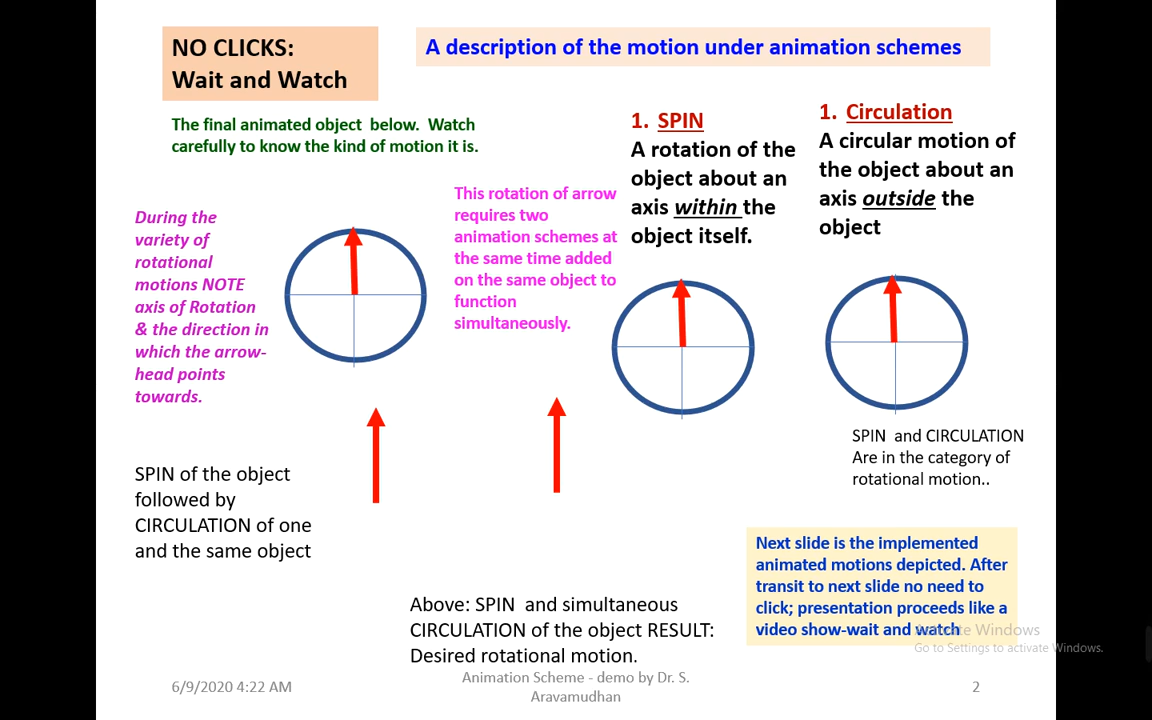 NO CLICKS:
Wait and Watch
A description of the motion under animation schemes
The final animated object below. Watch
carefully to know the kind of motion it is.
During the
variety of
rotational
motions NOTE
axis of Rotation
& the direction in
which the arrow-
head points
towards.
This rotation of arrow
requires two
animation schemes at
the same time added
on the same object to
function
simultaneously.
1. SPIN
A rotation of the
object about an
axis within the
object itself.
1. Circulation
A circular motion of
the object about an
axis outside the
object
SPIN and CIRCULATION
Are in the category of
rotational motion..
SPIN of the object
followed by
CIRCULATION of one
and the same object
Above: SPIN and simultaneous
CIRCULATION of the object RESULT:
Desired rotational motion.
Next slide is the implemented
animated motions depicted. After
transit to next slide no need to
click; presentation proceeds like a
video show-wait and watch
Activate Windows
Go to Settings to activate Windows.
6/9/2020 4:22 AM
Animation Scheme - demo by Dr. S.
Aravamudhan
2